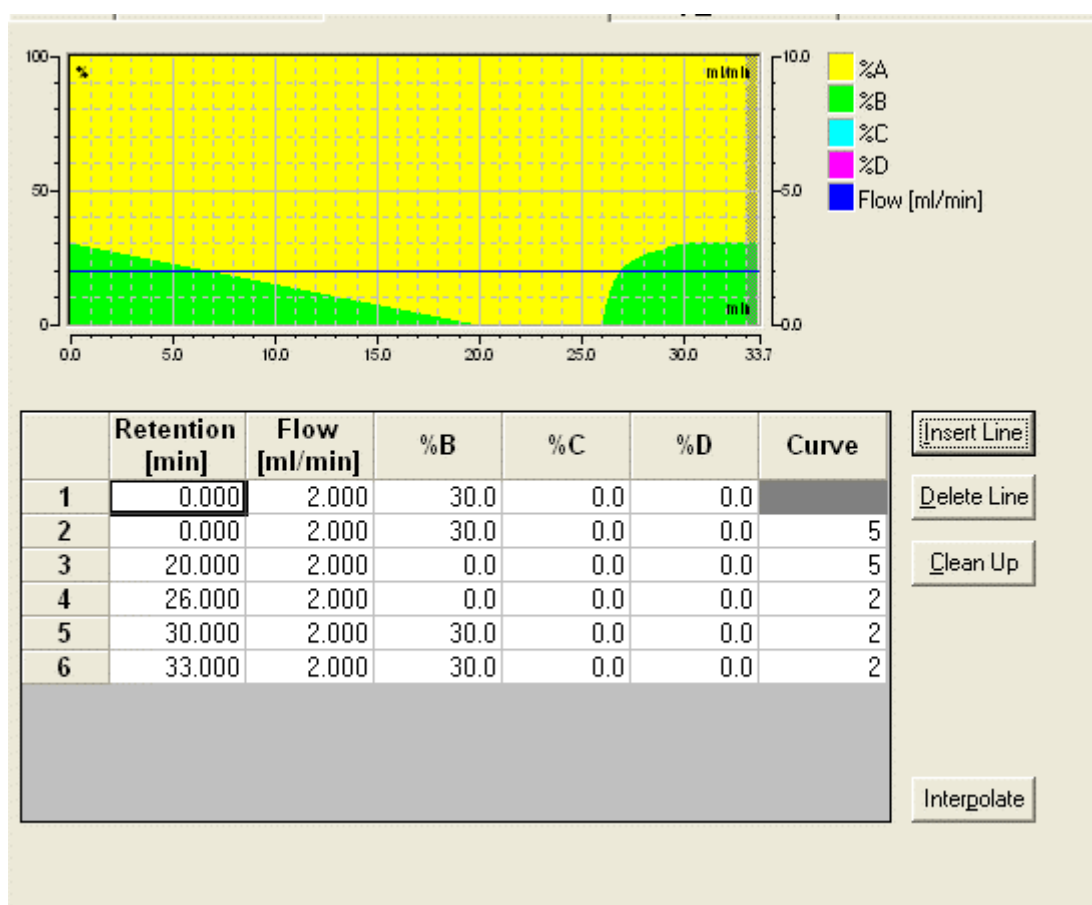 100 % ml/min 10.0
50 5.0
0 min 0.0
0.0 5.0 10.0 15.0 20.0 25.0 30.0 33.7
%A
%B
%C
%D
Flow [ml/min]
Retention [min] Flow [ml/min] %B %C %D Curve
1 0.000 2.000 30.0 0.0 0.0
2 0.000 2.000 30.0 0.0 0.0 5
3 20.000 2.000 0.0 0.0 0.0 5
4 26.000 2.000 0.0 0.0 0.0 2
5 30.000 2.000 30.0 0.0 0.0 2
6 33.000 2.000 30.0 0.0 0.0 2
Insert Line
Delete Line
Clean Up
Interpolate